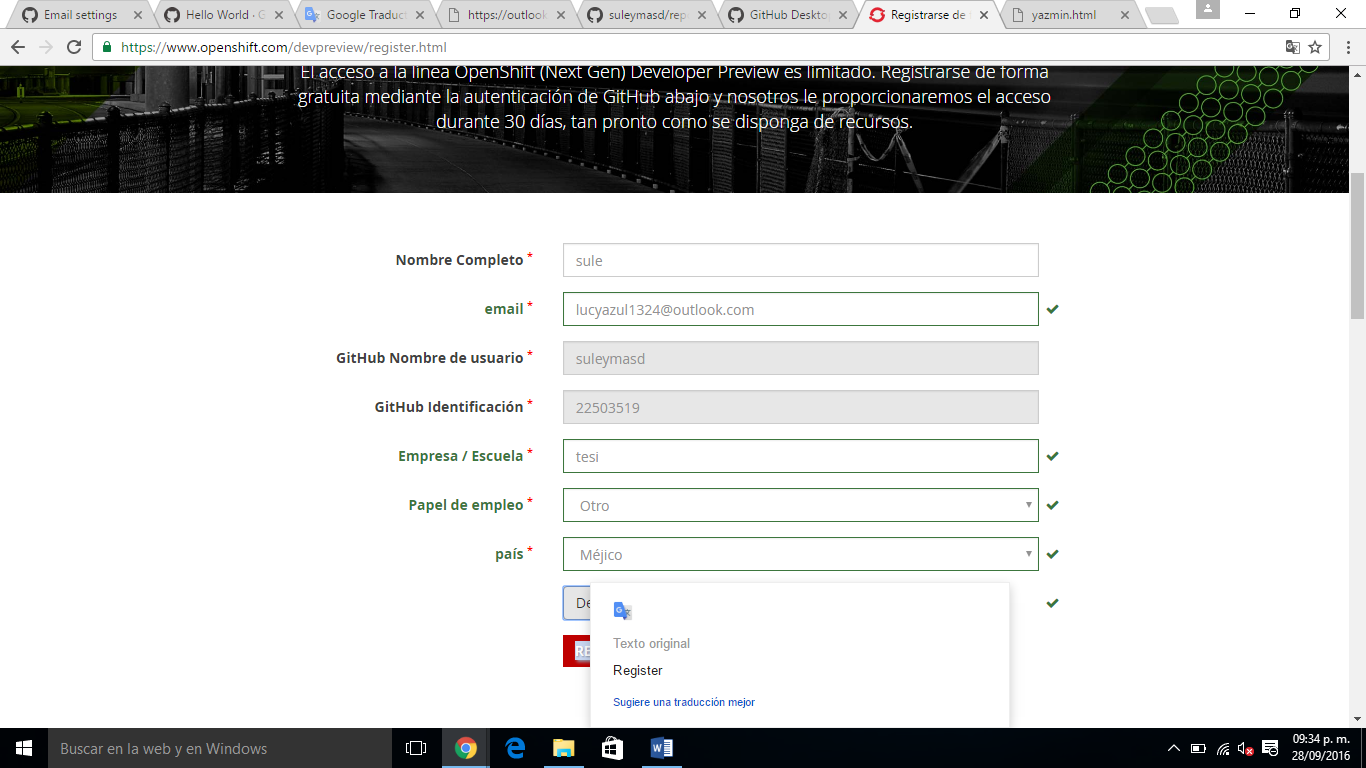 Email settings
Hello World · G
Google Traduct
https://outlook
suleymasd/repo
GitHub Deskto
Registrarse de
yazmin.html
https://www.openshift.com/devpreview/register.html
El acceso a la línea OpenShift (Next Gen) Developer Preview es limitado. Registrarse de forma
gratuita mediante la autenticación de GitHub abajo y nosotros le proporcionaremos el acceso
durante 30 días, tan pronto como se disponga de recursos.
Nombre Completo *
sule
email *
lucyazul1324@outlook.com
GitHub Nombre de usuario *
suleymasd
GitHub Identificación *
22503519
Empresa / Escuela *
tesi
Papel de empleo *
Otro
país *
Méjico
De
RE
Texto original
Register
Sugiere una traducción mejor
Buscar en la web y en Windows
09:34 p. m.
28/09/2016